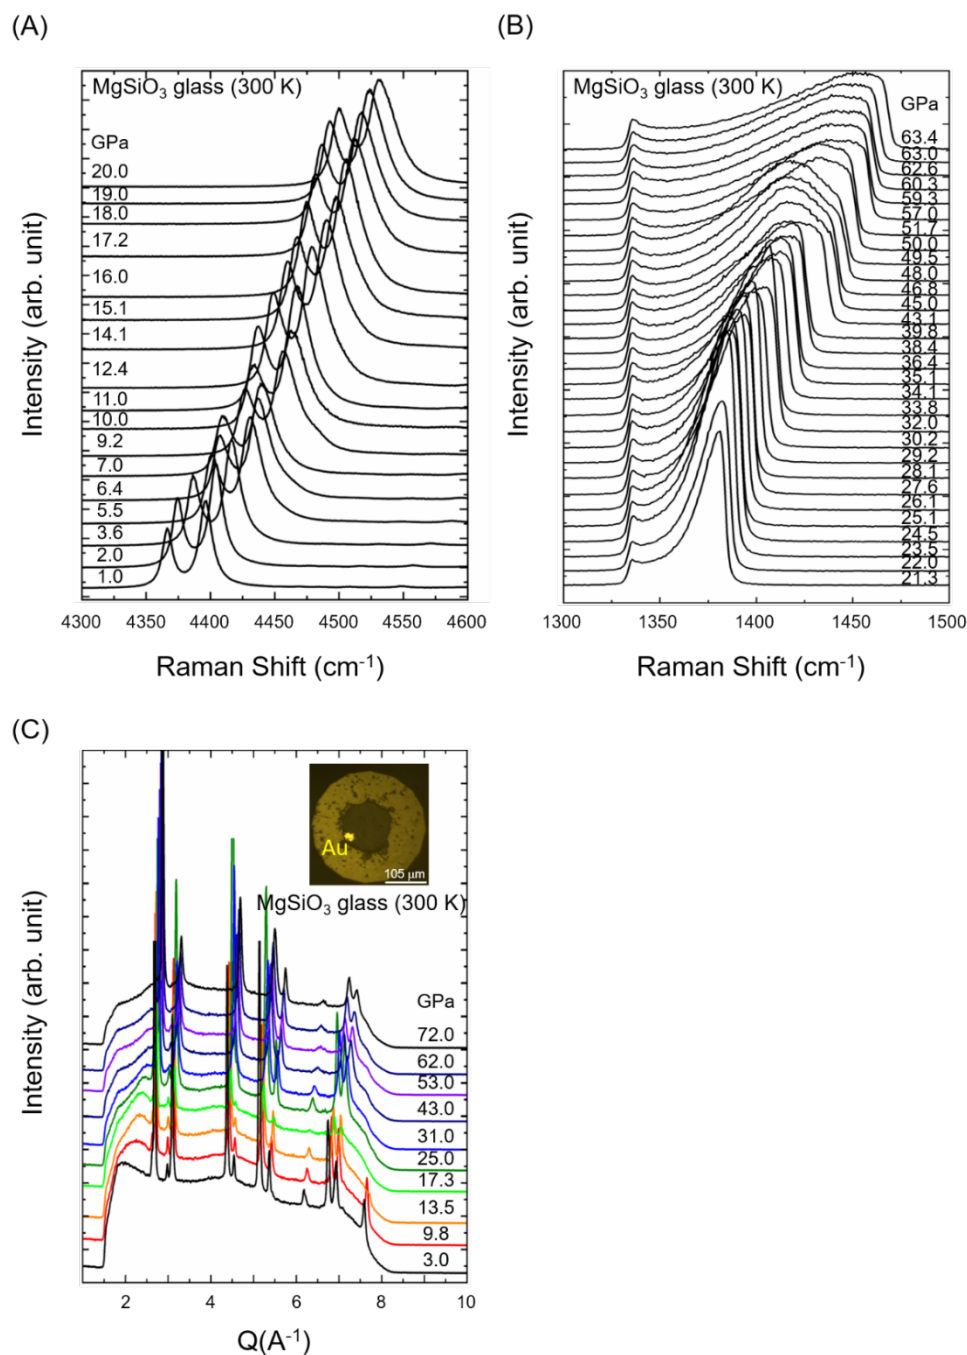 (A)
MgSiO3 glass (300 K)
GPa
20.0
19.0
18.0
17.2
16.0
15.1
14.1
12.4
11.0
10.0
9.2
7.0
6.4
5.5
3.6
2.0
1.0
Intensity (arb. unit)
4300 4350 4400 4450 4500 4550 4600
Raman Shift (cm-1)
(B)
MgSiO3 glass (300 K)
GPa
63.4
63.0
62.6
60.3
59.3
57.0
51.7
50.0
49.5
48.0
46.8
45.0
43.1
39.8
38.4
36.4
35.1
34.1
33.8
32.0
30.2
29.2
28.1
27.6
26.1
25.1
24.5
23.5
22.0
21.3
Intensity (arb. unit)
1300 1350 1400 1450 1500
Raman Shift (cm-1)
(C)
Au
105 μm
MgSiO3 glass (300 K)
GPa
72.0
62.0
53.0
43.0
31.0
25.0
17.3
13.5
9.8
3.0
Intensity (arb. unit)
2 4 6 8 10
Q(A-1)